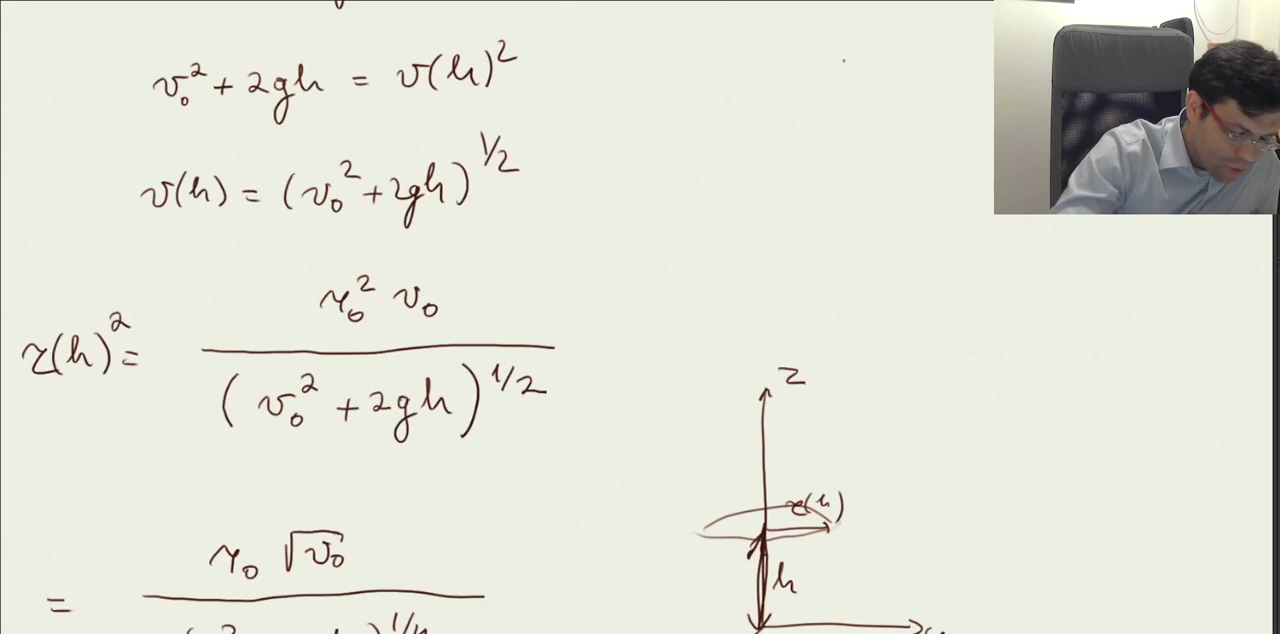 v₀² + 2gh = v(h)²
v(h) = (v₀² + 2gh)^1/2
r(h)² = r₀² v₀ / (v₀² + 2gh)^1/2
= r₀ √v₀
z
r(h)
h